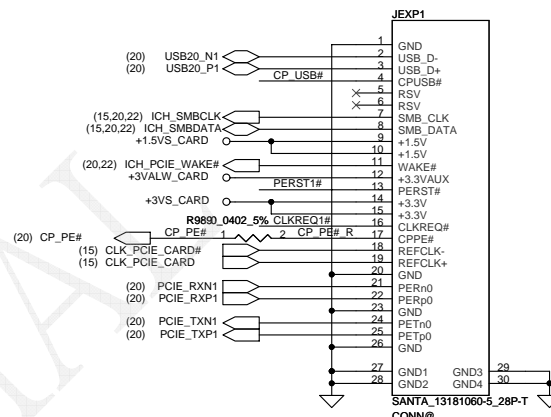 JEXP1
1 GND
(20) USB20_N1 2 USB_D-
(20) USB20_P1 3 USB_D+
CP_USB# 4 CPUSB#
5 RSV
6 RSV
(15,20,22) ICH_SMBCLK 7 SMB_CLK
(15,20,22) ICH_SMBDATA 8 SMB_DATA
+1.5VS_CARD 9 +1.5V
10 +1.5V
(20,22) ICH_PCIE_WAKE# 11 WAKE#
+3VALW_CARD 12 +3.3VAUX
PERST1# 13 PERST#
+3VS_CARD 14 +3.3V
15 +3.3V
CLKREQ1# 16 CLKREQ#
(20) CP_PE# CP_PE# 1 2 CP_PE#_R 17 CPPE#
(15) CLK_PCIE_CARD# 18 REFCLK-
(15) CLK_PCIE_CARD 19 REFCLK+
20 GND
(20) PCIE_RXN1 21 PERn0
(20) PCIE_RXP1 22 PERp0
23 GND
(20) PCIE_TXN1 24 PETn0
(20) PCIE_TXP1 25 PETp0
26 GND
27 GND1 GND3 29
28 GND2 GND4 30
SANTA_13181060-5_28P-T
CONN@